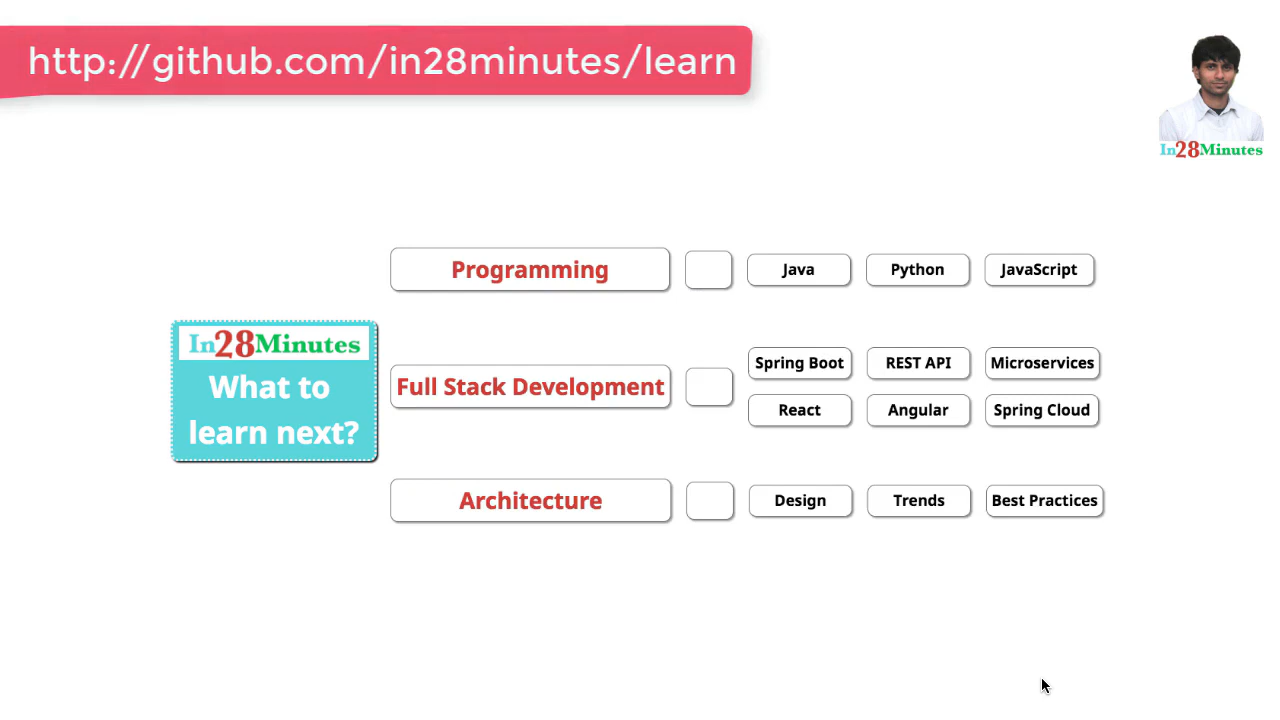 http://github.com/in28minutes/learn
In28Minutes
Programming
Java
Python
JavaScript
In28Minutes
What to
learn next?
Full Stack Development
Spring Boot
REST API
Microservices
React
Angular
Spring Cloud
Architecture
Design
Trends
Best Practices